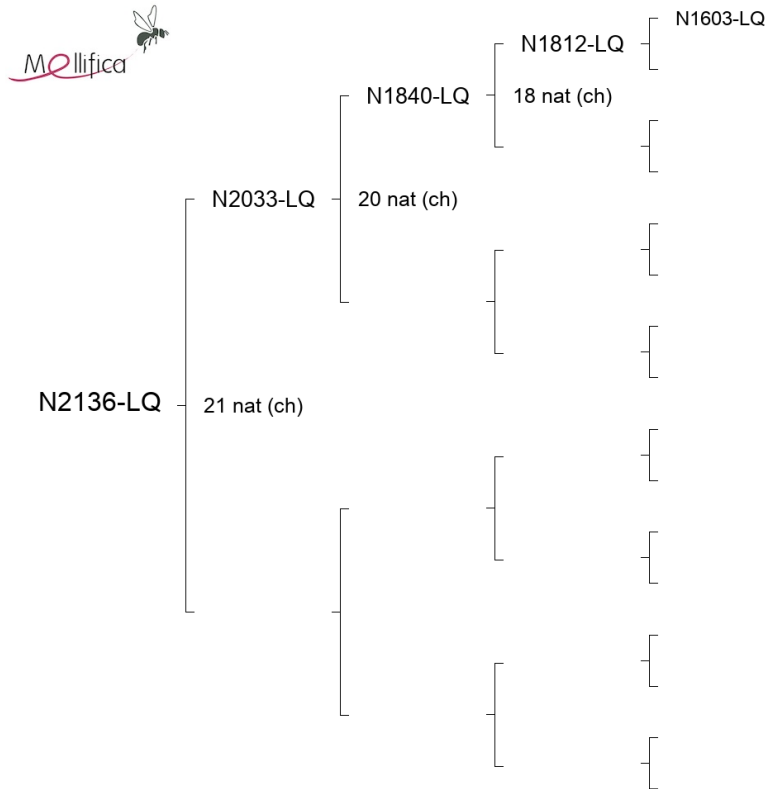 Mellifica
N1603-LQ
N1812-LQ
N1840-LQ
18 nat (ch)
N2033-LQ
20 nat (ch)
N2136-LQ
21 nat (ch)